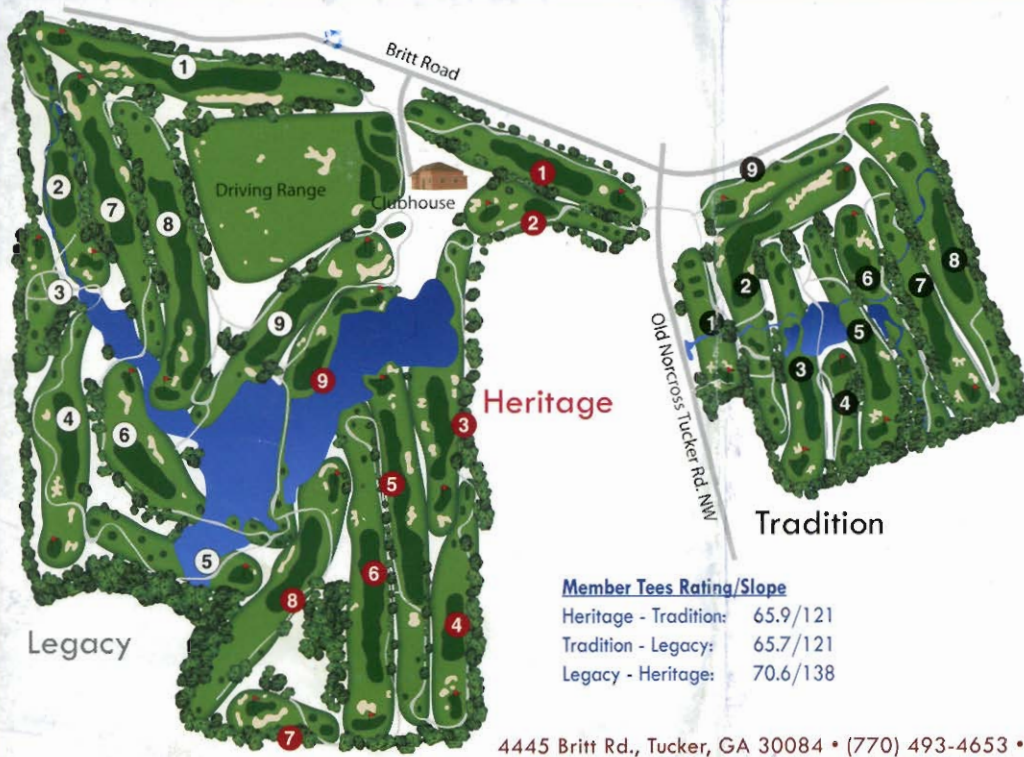 Britt Road
1
9
1
Driving Range
Clubhouse
2
7
8
2
8
6
2
7
3
9
1
5
Old Norcross Tucker Rd. NW
3
9
4
Heritage
4
6
3
5
Tradition
5
6
Member Tees Rating/Slope
8
Heritage - Tradition: 65.9/121
4
Legacy
Tradition - Legacy: 65.7/121
Legacy - Heritage: 70.6/138
7
4445 Britt Rd., Tucker, GA 30084 • (770) 493-4653 •